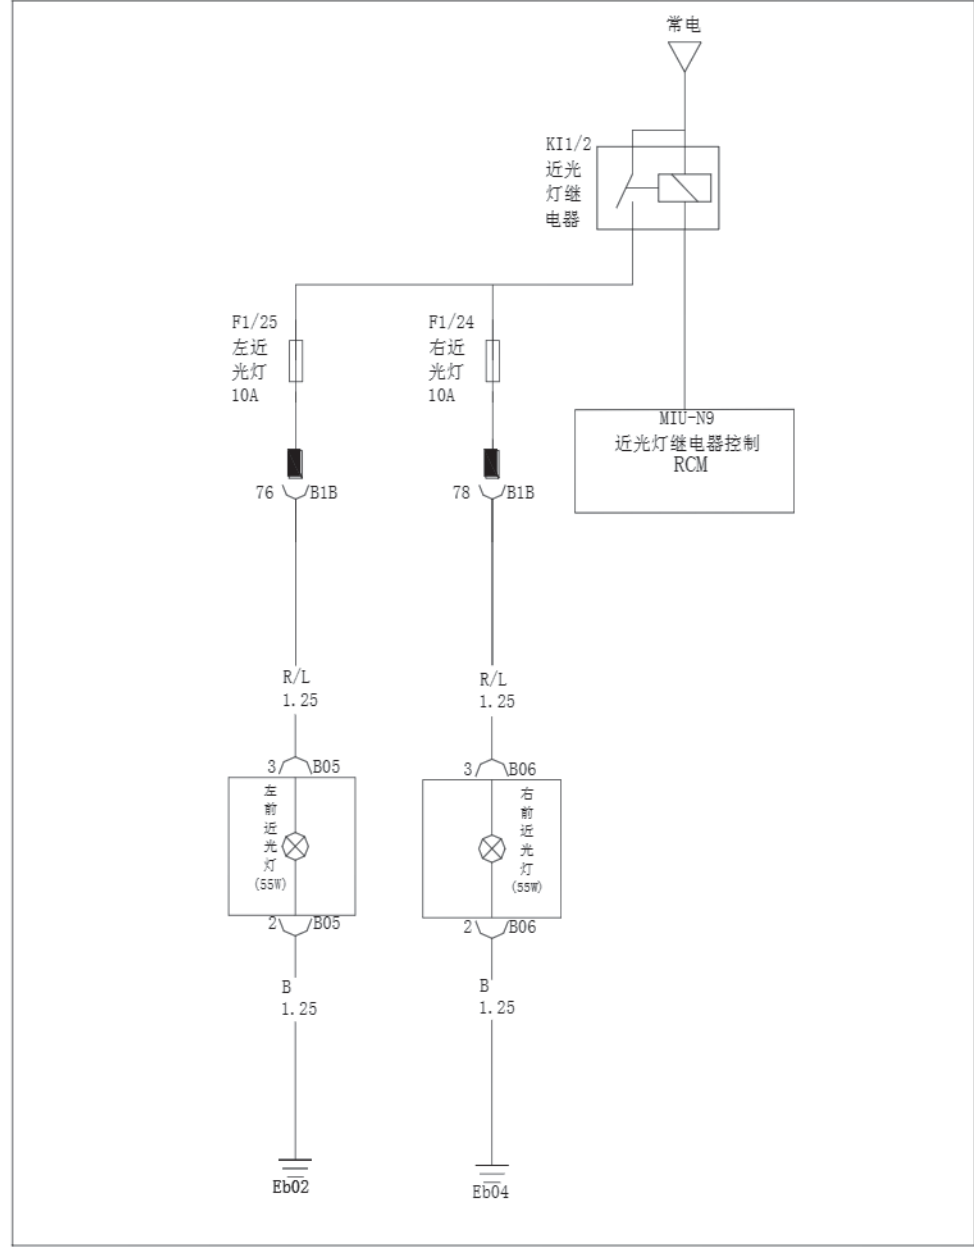 常电
KI1/2
近光
灯继
电器
F1/25
左近
光灯
10A
F1/24
右近
光灯
10A
MIU-N9
近光灯继电器控制
RCM
76
B1B
78
B1B
R/L
1.25
R/L
1.25
3
B05
3
B06
左
前
近
光
灯
(55W)
右
前
近
光
灯
(55W)
2
B05
2
B06
B
1.25
B
1.25
Eb02
Eb04